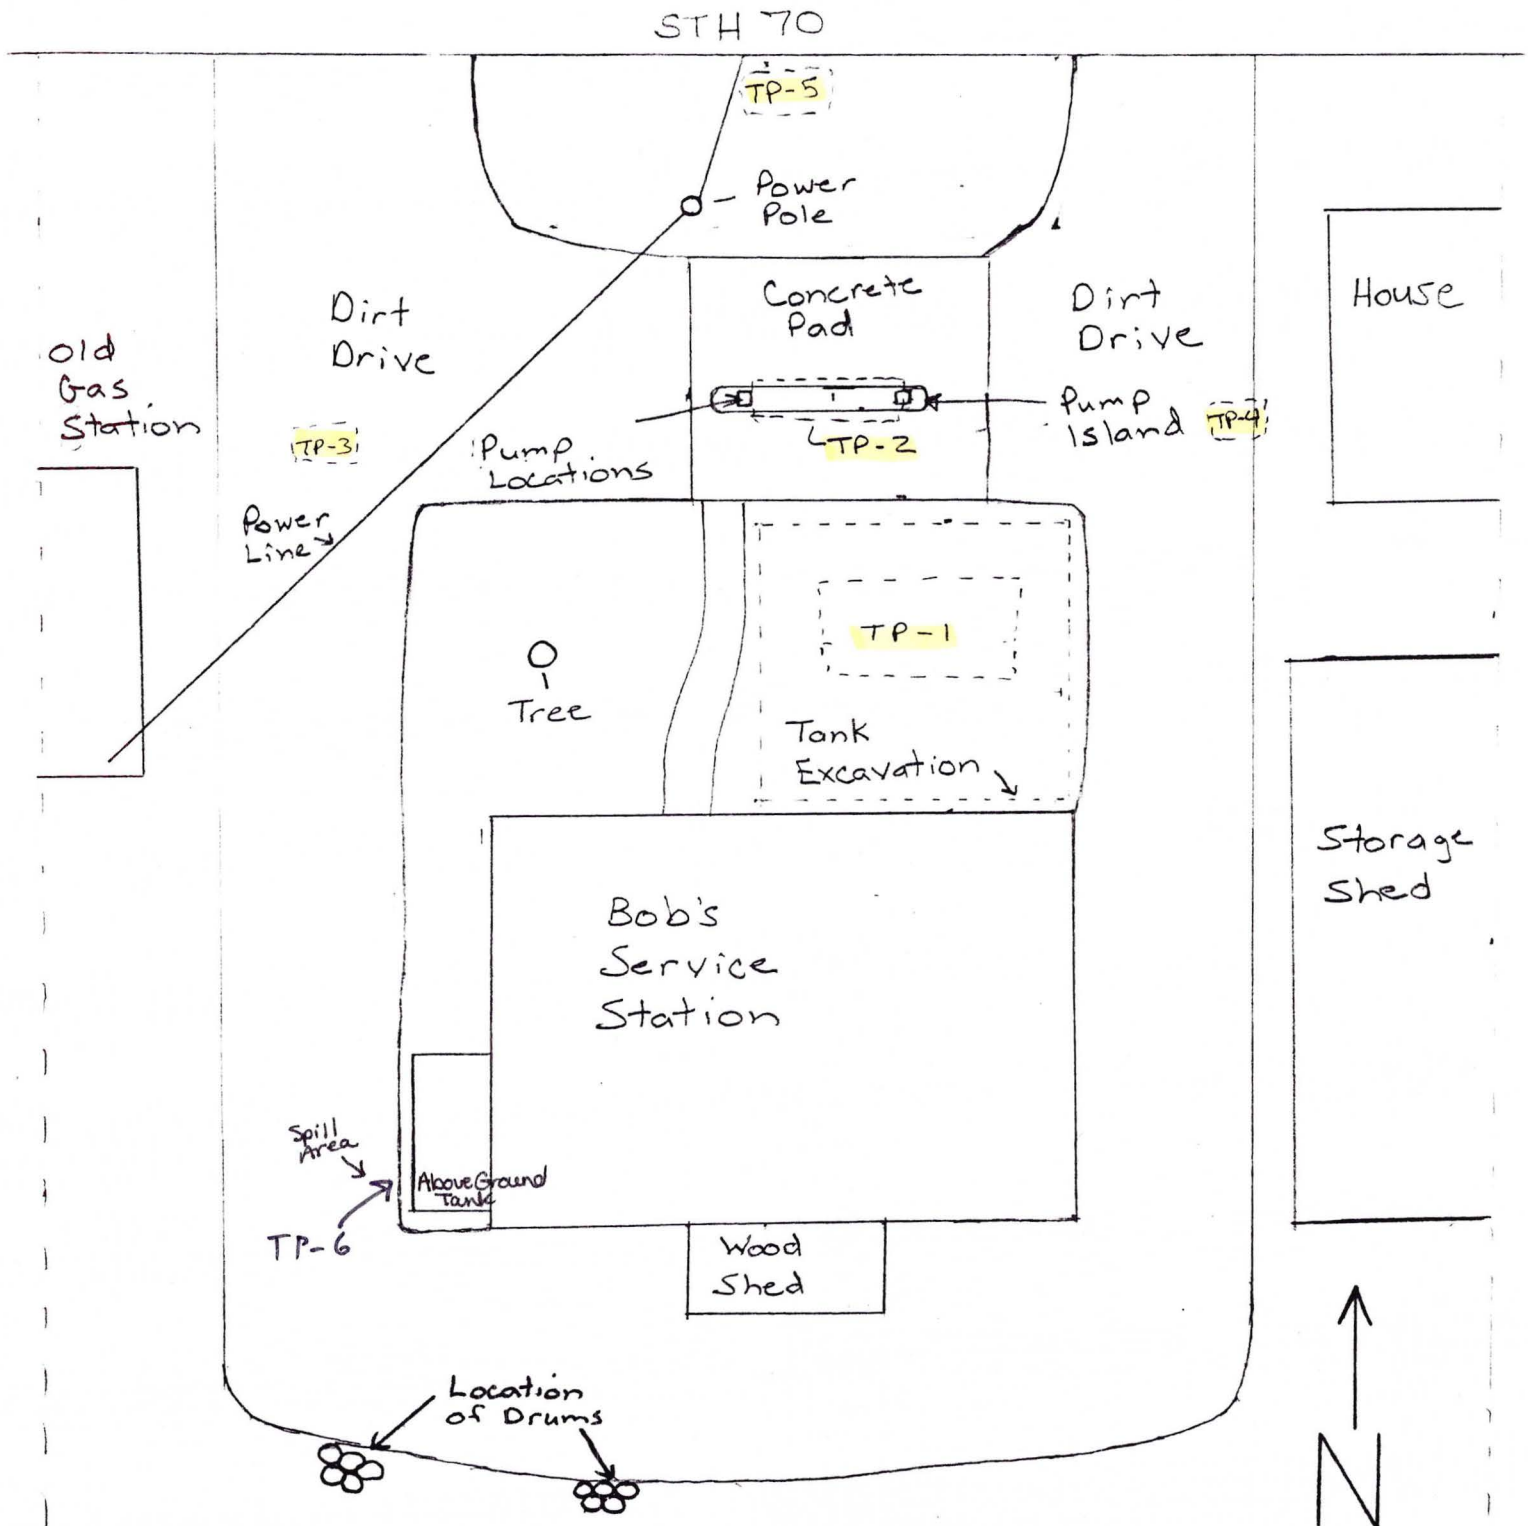 STH 70
TP-5
Power
Pole
Concrete
Pad
Dirt
Drive
Dirt
Drive
House
Old
Gas
Station
TP-3
Pump
Locations
TP-2
Pump
Island
TP-4
Power
Line
TP-1
Tree
Tank
Excavation
Storage
Shed
Bob's
Service
Station
Spill
Area
Above Ground
Tank
TP-6
Wood
Shed
Location
of Drums
N